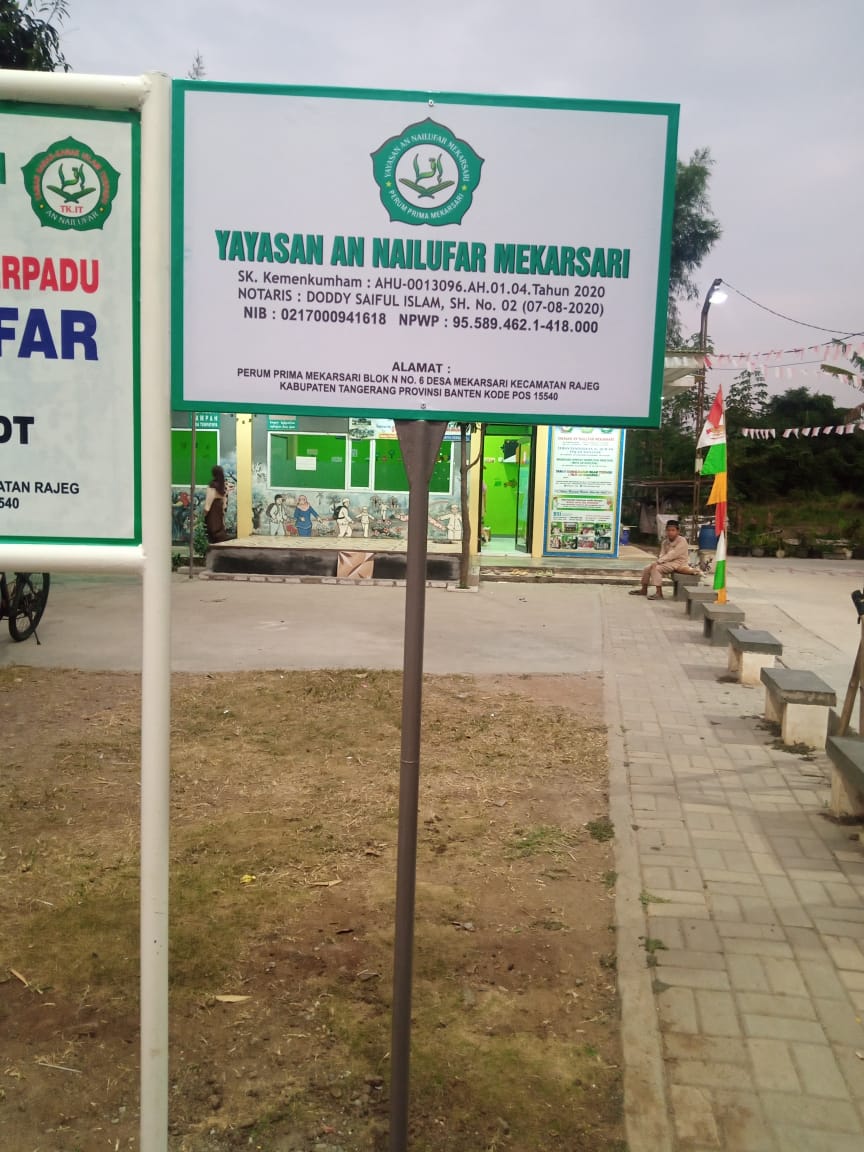 YAYASAN AN NAILUFAR MEKARSARI
PERUM PRIMA MEKARSARI
YAYASAN AN NAILUFAR MEKARSARI
SK. Kemenkumham : AHU-0013096.AH.01.04.Tahun 2020
NOTARIS : DODDY SAIFUL ISLAM, SH. No. 02 (07-08-2020)
NIB : 0217000941618 NPWP : 95.589.462.1-418.000
ALAMAT :
PERUM PRIMA MEKARSARI BLOK N NO. 6 DESA MEKARSARI KECAMATAN RAJEG
KABUPATEN TANGERANG PROVINSI BANTEN KODE POS 15540
TK.IT
AN NAILUFAR
ERPADU
FAR
OT
MATAN RAJEG
540